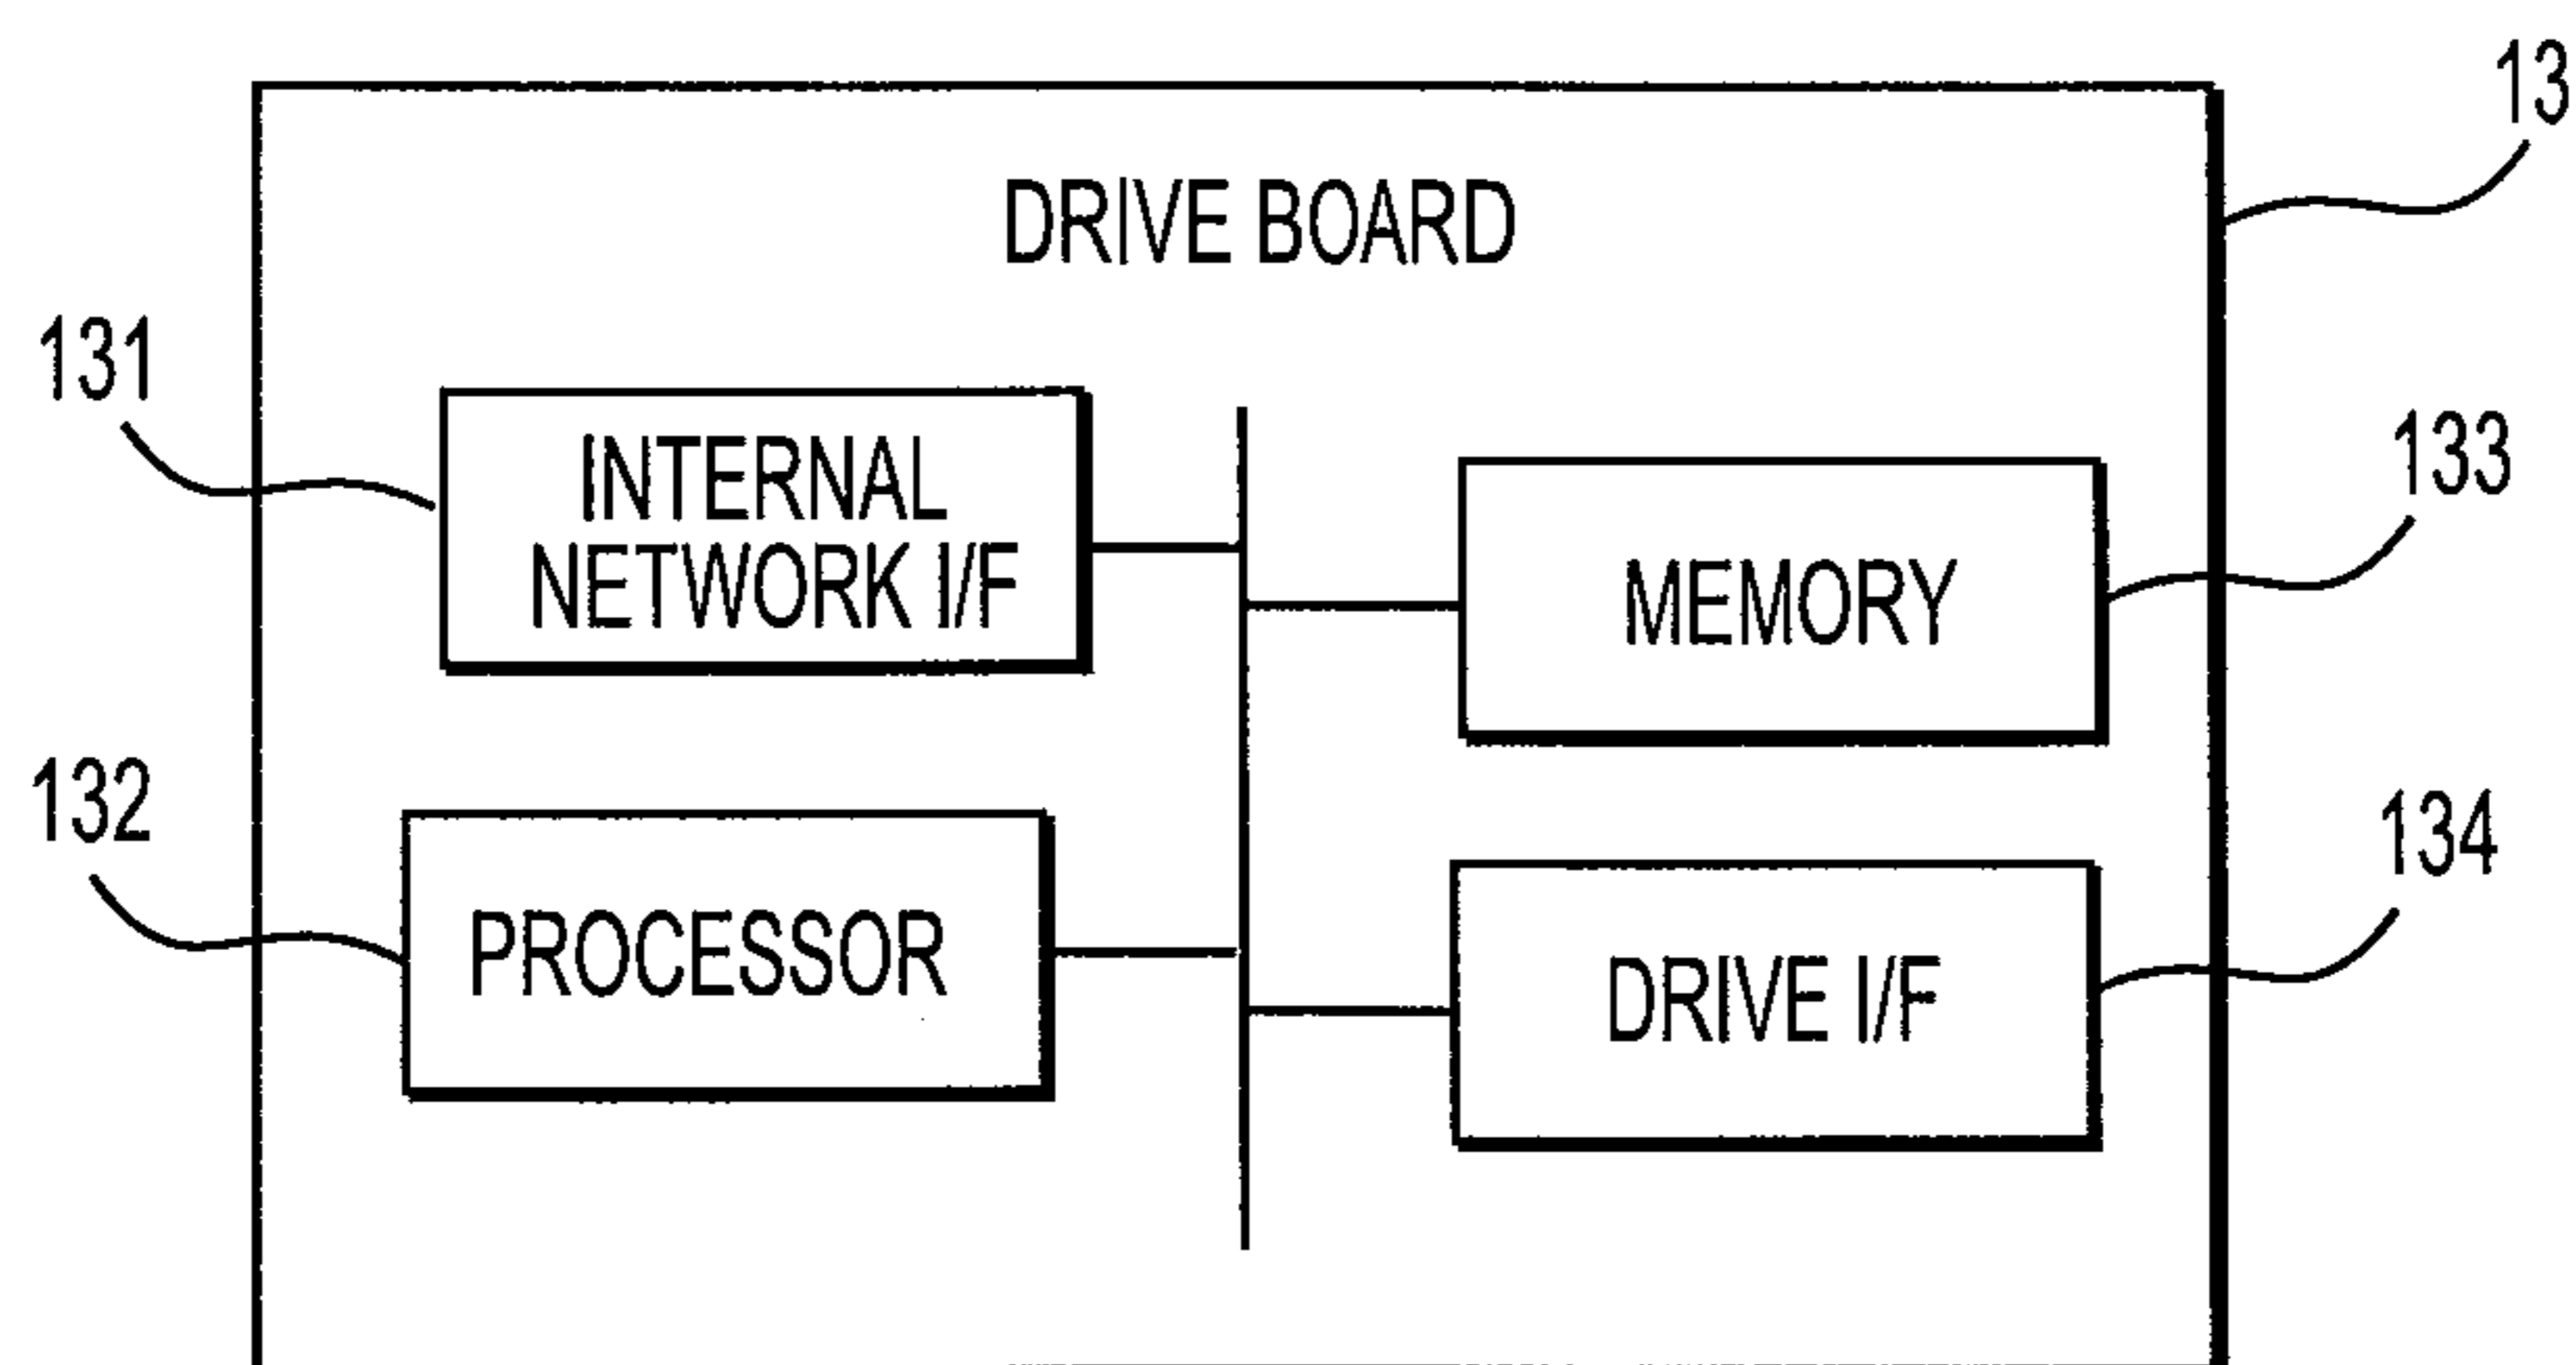 13
DRIVE BOARD
131
INTERNAL
NETWORK I/F
133
MEMORY
132
PROCESSOR
134
DRIVE I/F